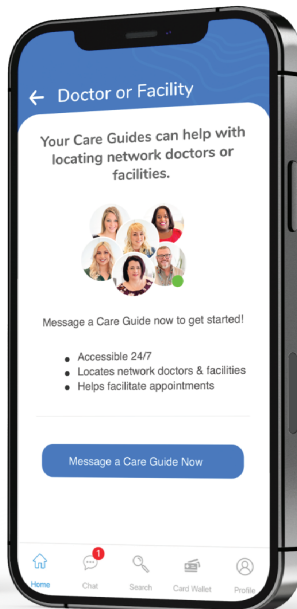 Doctor or Facility
Your Care Guides can help with
locating network doctors or
facilities.
Message a Care Guide now to get started!
Accessible 24/7
Locates network doctors & facilities
Helps facilitate appointments
Message a Care Guide Now
1
Home Chat Search Card Wallet Profile